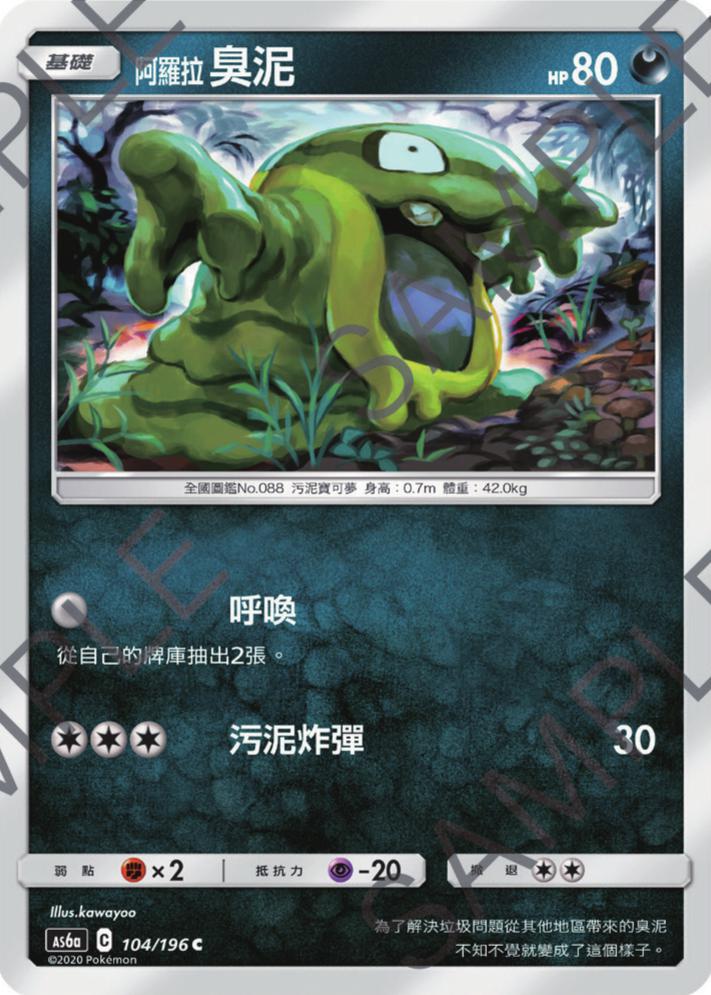 基礎 阿羅拉 臭泥 HP 80
全國圖鑑No.088 污泥寶可夢 身高：0.7m 體重：42.0kg
呼喚
從自己的牌庫抽出2張。
污泥炸彈 30
弱點 ×2 抵抗力 -20 撤退
Illus.kawayoo
AS6a C 104/196 C
©2020 Pokémon
為了解決垃圾問題從其他地區帶來的臭泥
不知不覺就變成了這個樣子。
SAMPLE
SAMPLE
SAMPLE
SAMPLE